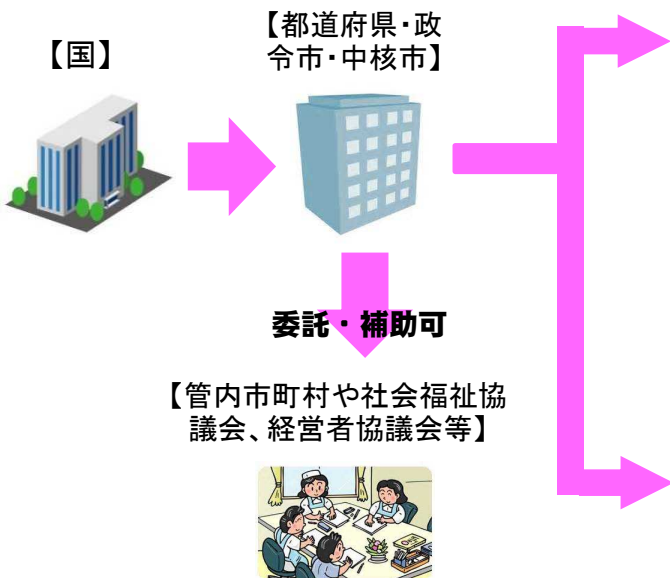 【国】
【都道府県・政
令市・中核市】
委託・補助可
【管内市町村や社会福祉協
議会、経営者協議会等】